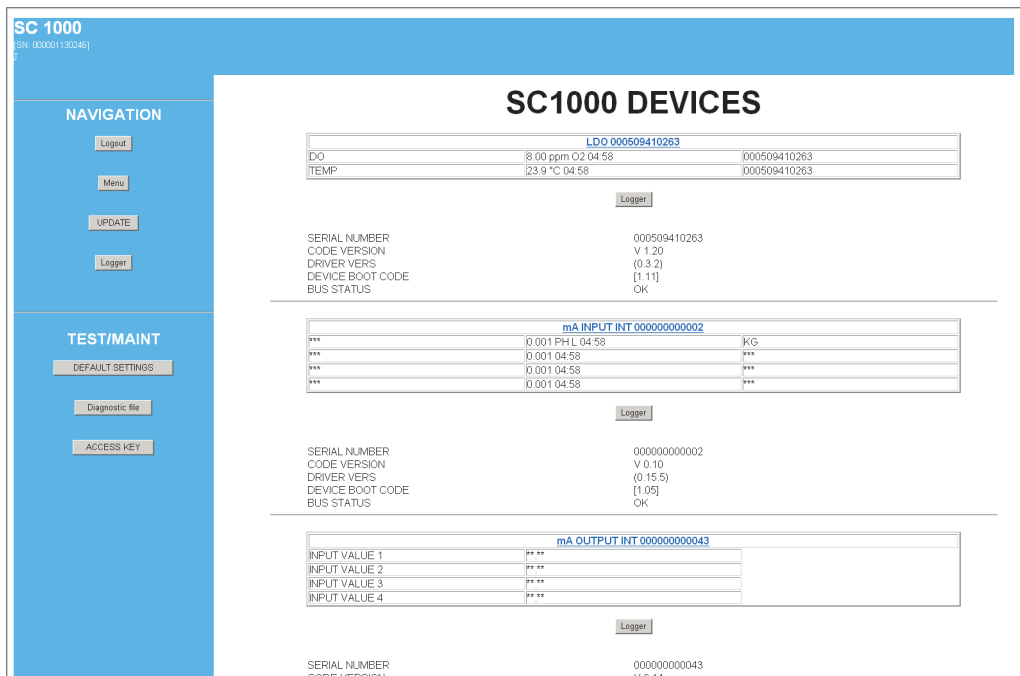 SC 1000
[SN: 000001130246]
NAVIGATION
Logout
Menu
UPDATE
Logger
TEST/MAINT
DEFAULT SETTINGS
Diagnostic file
ACCESS KEY
SC1000 DEVICES
LDO 000509410263
DO 8.00 ppm O2 04:58 000509410263
TEMP 23.9 °C 04:58 000509410263
Logger
SERIAL NUMBER 000509410263
CODE VERSION V 1.20
DRIVER VERS (0.3.2)
DEVICE BOOT CODE [1.11]
BUS STATUS OK
mA INPUT INT 000000000002
*** 0.001 PH L 04:58 KG
*** 0.001 04:58 ***
*** 0.001 04:58 ***
*** 0.001 04:58 ***
Logger
SERIAL NUMBER 000000000002
CODE VERSION V 0.10
DRIVER VERS (0.15.5)
DEVICE BOOT CODE [1.05]
BUS STATUS OK
mA OUTPUT INT 000000000043
INPUT VALUE 1 **.**
INPUT VALUE 2 **.**
INPUT VALUE 3 **.**
INPUT VALUE 4 **.**
Logger
SERIAL NUMBER 000000000043
CODE VERSION